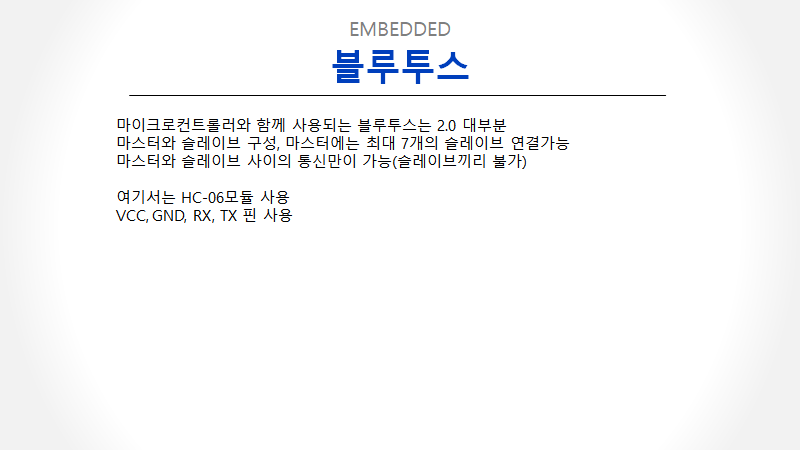 EMBEDDED
블루투스
마이크로컨트롤러와 함께 사용되는 블루투스는 2.0 대부분
마스터와 슬레이브 구성, 마스터에는 최대 7개의 슬레이브 연결가능
마스터와 슬레이브 사이의 통신만이 가능(슬레이브끼리 불가)
여기서는 HC-06모듈 사용
VCC, GND, RX, TX 핀 사용